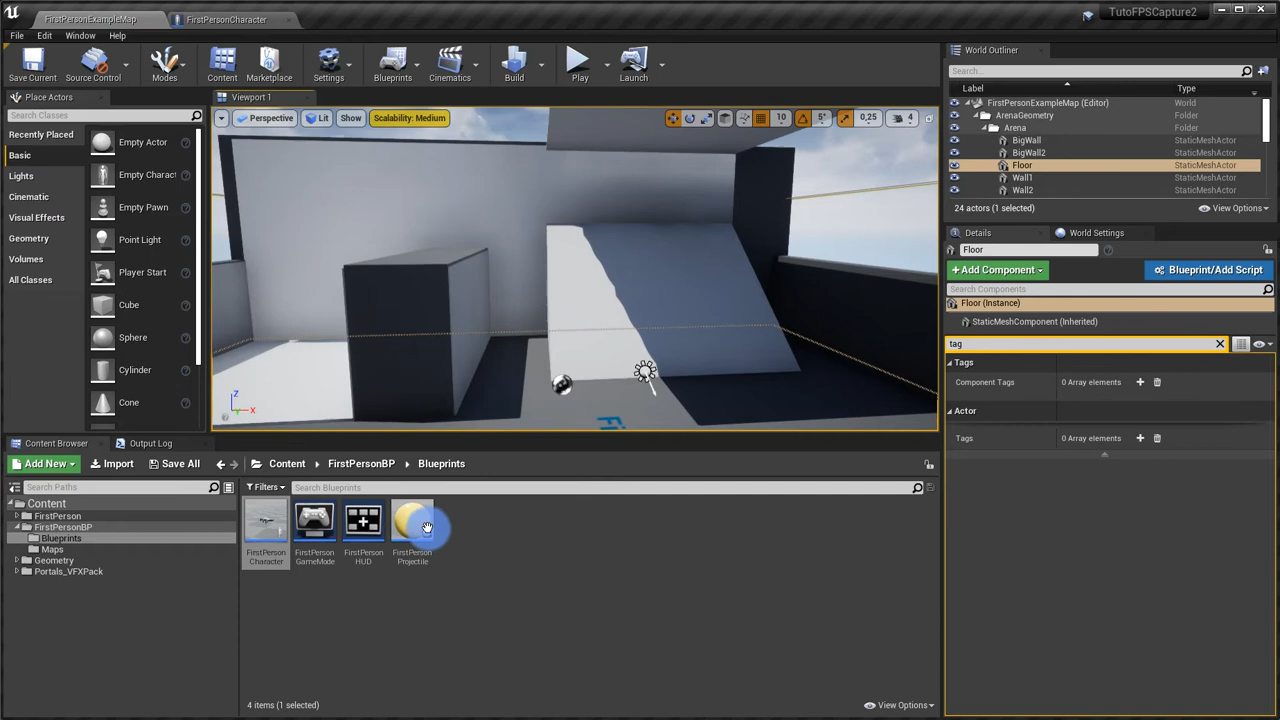 FirstPersonExampleMap
FirstPersonCharacter
TutoFPSCapture2
File Edit Window Help
Save Current
Source Control
Modes
Content
Marketplace
Settings
Blueprints
Cinematics
Build
Play
Launch
Place Actors
Search Classes
Recently Placed
Basic
Lights
Cinematic
Visual Effects
Geometry
Volumes
All Classes
Empty Actor
Empty Charact
Empty Pawn
Point Light
Player Start
Cube
Sphere
Cylinder
Cone
Viewport 1
Perspective Lit Show Scalability: Medium
10 5° 0,25 4
Z
X
Y
Fi
World Outliner
Search...
Label Type
FirstPersonExampleMap (Editor) World
ArenaGeometry Folder
Arena Folder
BigWall StaticMeshActor
BigWall2 StaticMeshActor
Floor StaticMeshActor
Wall1 StaticMeshActor
Wall2 StaticMeshActor
24 actors (1 selected) View Options
Details World Settings
Floor
+Add Component Blueprint/Add Script
Search Components
Floor (Instance)
StaticMeshComponent (Inherited)
tag
Tags
Component Tags 0 Array elements
Actor
Tags 0 Array elements
Content Browser Output Log
Add New Import Save All Content FirstPersonBP Blueprints
Search Paths
Filters Search Blueprints
Content
FirstPerson
FirstPersonBP
Blueprints
Maps
Geometry
Portals_VFXPack
FirstPerson
Character
FirstPerson
GameMode
FirstPerson
HUD
FirstPerson
Projectile
4 items (1 selected) View Options